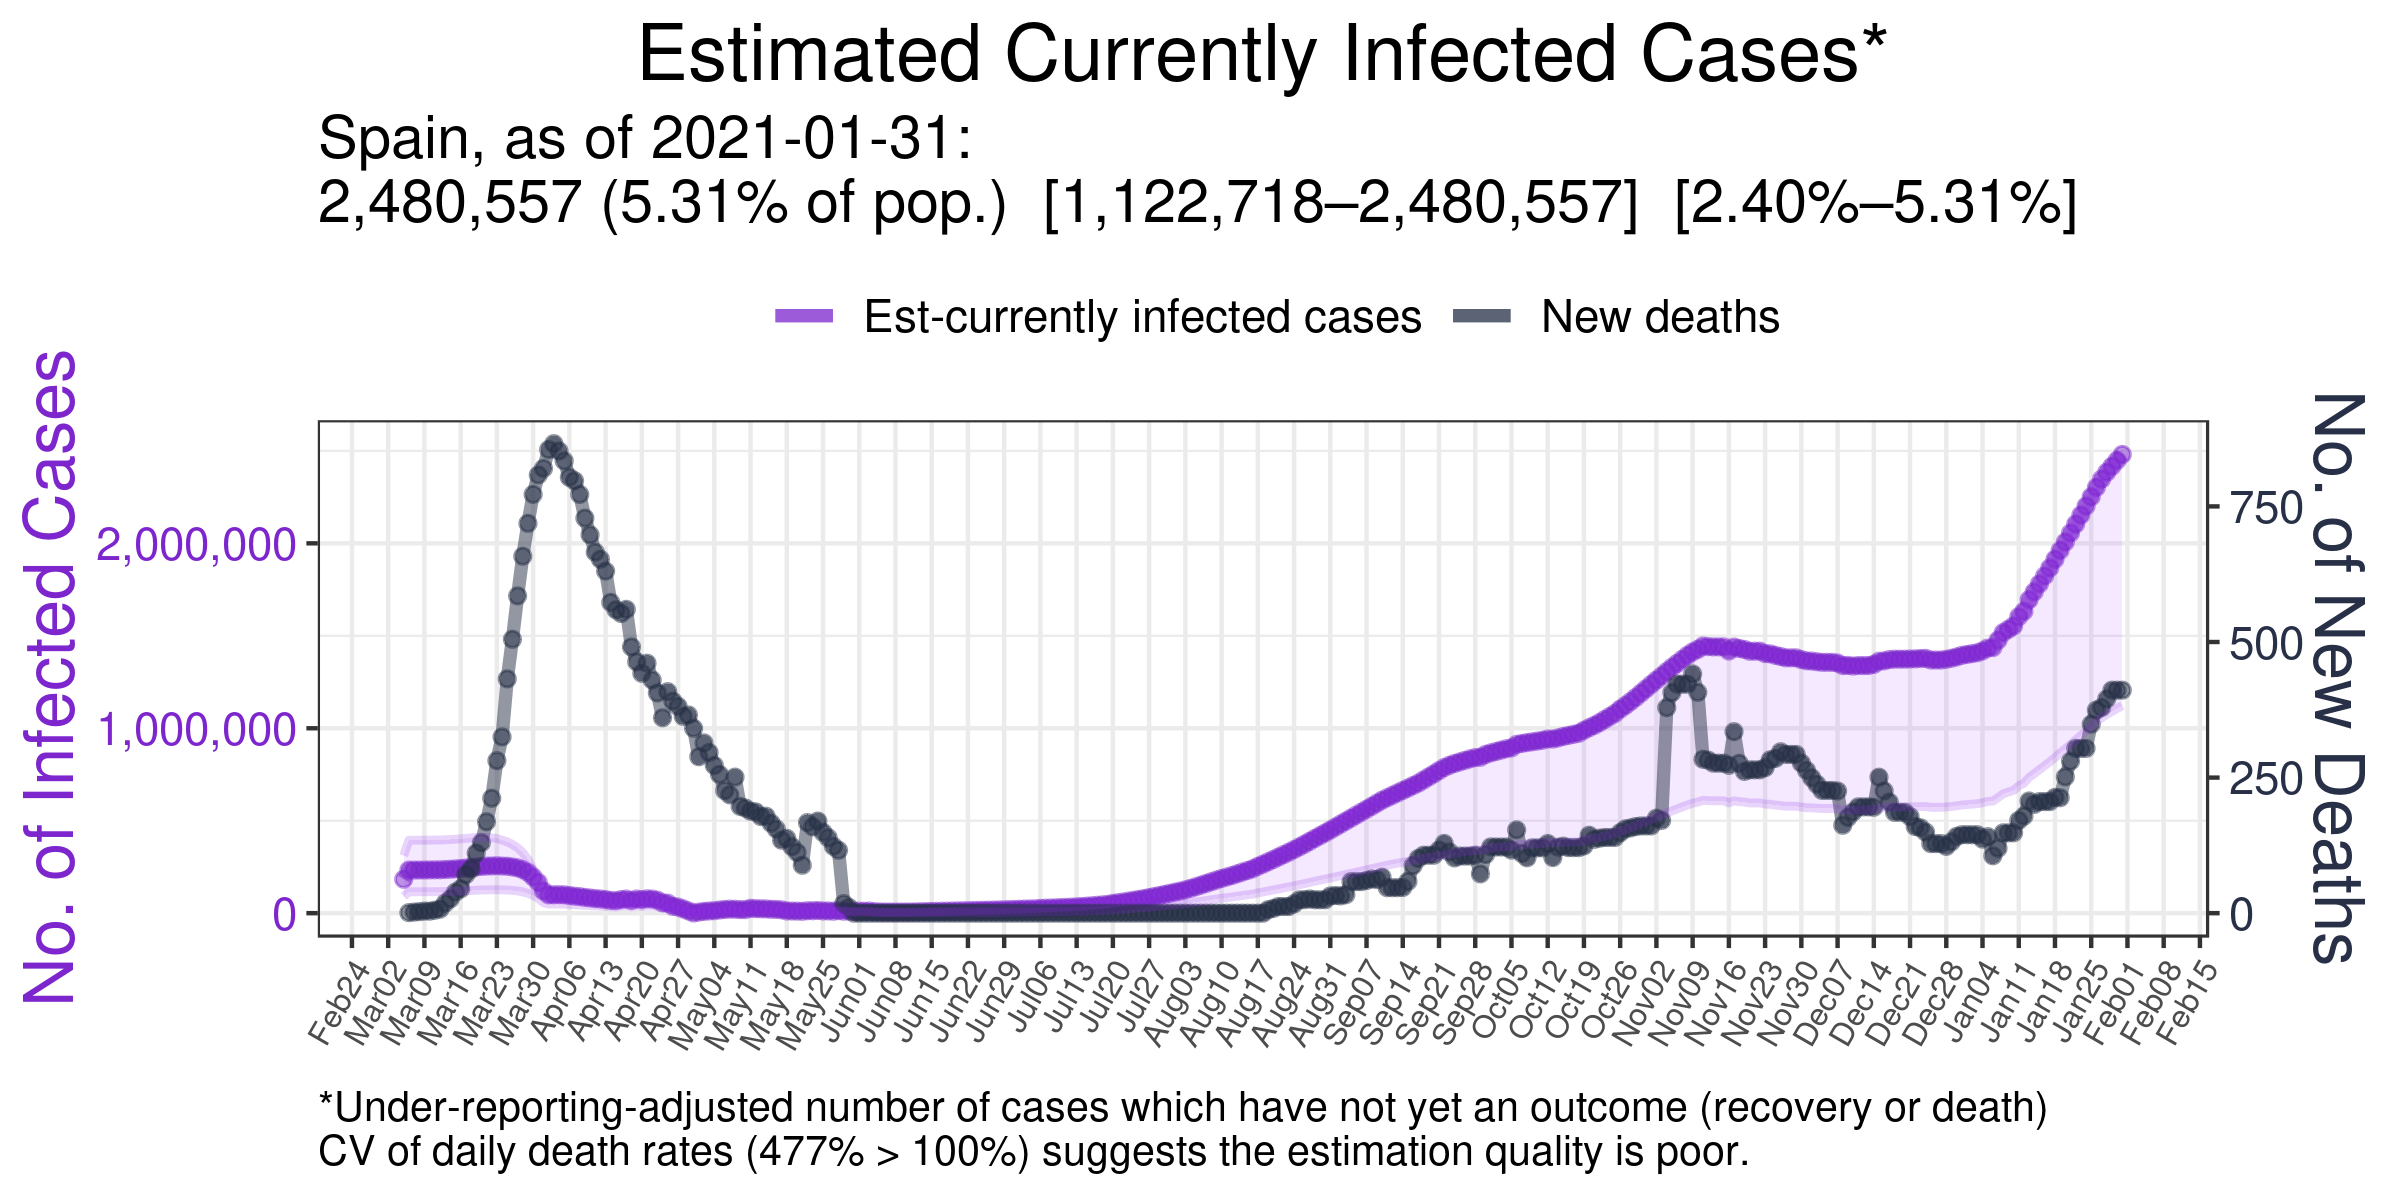 Estimated Currently Infected Cases*
Spain, as of 2021-01-31:
2,480,557 (5.31% of pop.) [1,122,718–2,480,557] [2.40%–5.31%]
Est-currently infected cases
New deaths
No. of Infected Cases
2,000,000
1,000,000
0
750
500
250
0
No. of New Deaths
Feb24
Mar02
Mar09
Mar16
Mar23
Mar30
Apr06
Apr13
Apr20
Apr27
May04
May11
May18
May25
Jun01
Jun08
Jun15
Jun22
Jun29
Jul06
Jul13
Jul20
Jul27
Aug03
Aug10
Aug17
Aug24
Aug31
Sep07
Sep14
Sep21
Sep28
Oct05
Oct12
Oct19
Oct26
Nov02
Nov09
Nov16
Nov23
Nov30
Dec07
Dec14
Dec21
Dec28
Jan04
Jan11
Jan18
Jan25
Feb01
Feb08
Feb15
*Under-reporting-adjusted number of cases which have not yet an outcome (recovery or death)
CV of daily death rates (477% > 100%) suggests the estimation quality is poor.